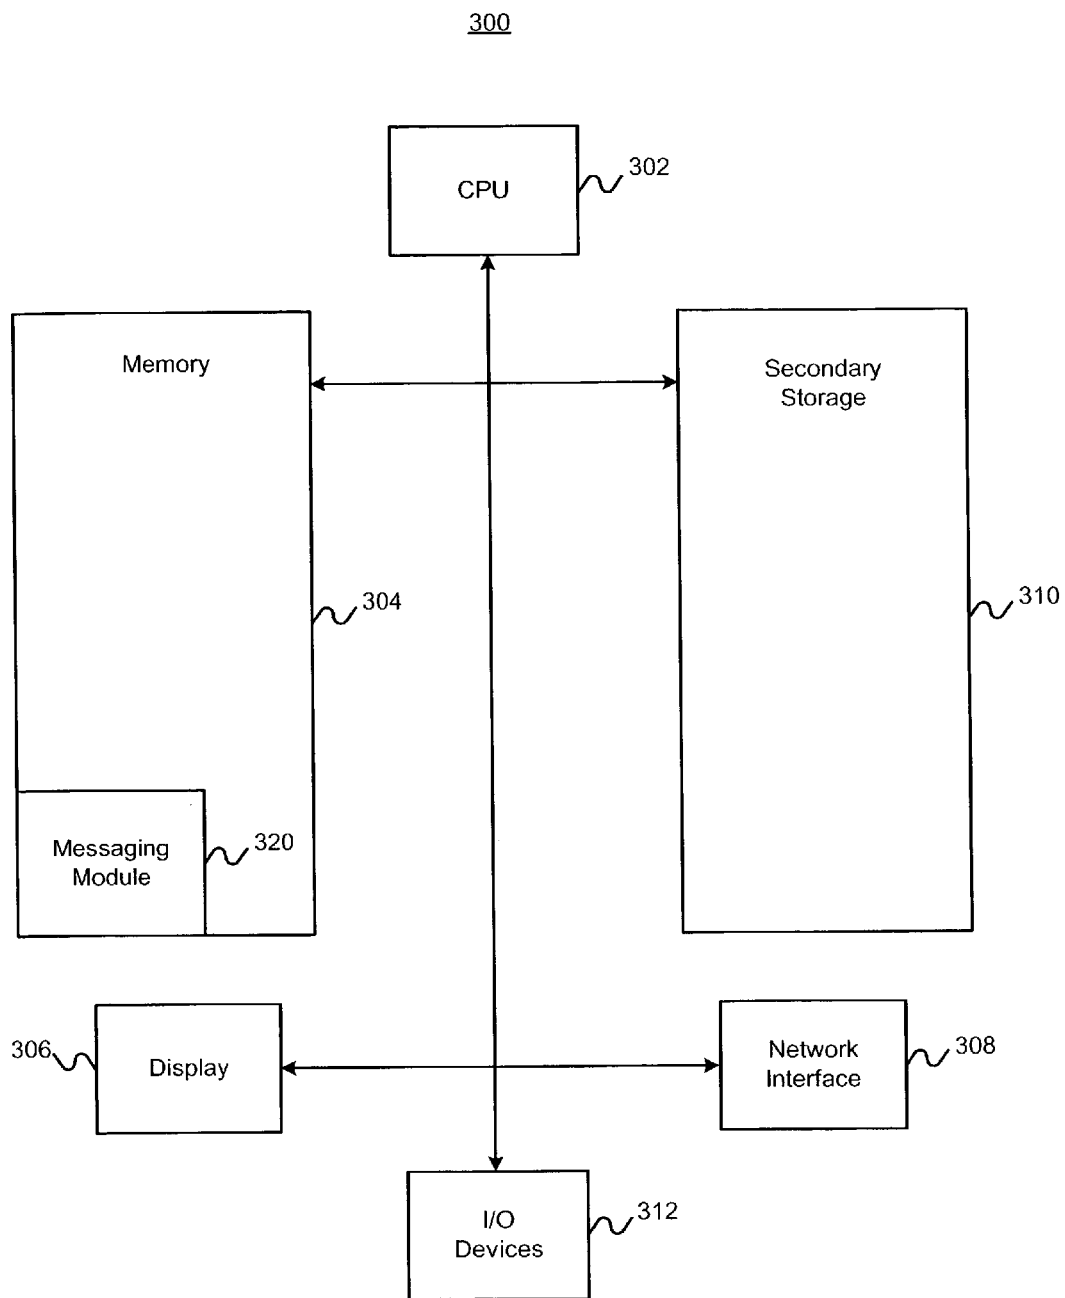 300
CPU
302
Memory
Secondary
Storage
304
310
Messaging
Module
320
306
Display
Network
Interface
308
I/O
Devices
312